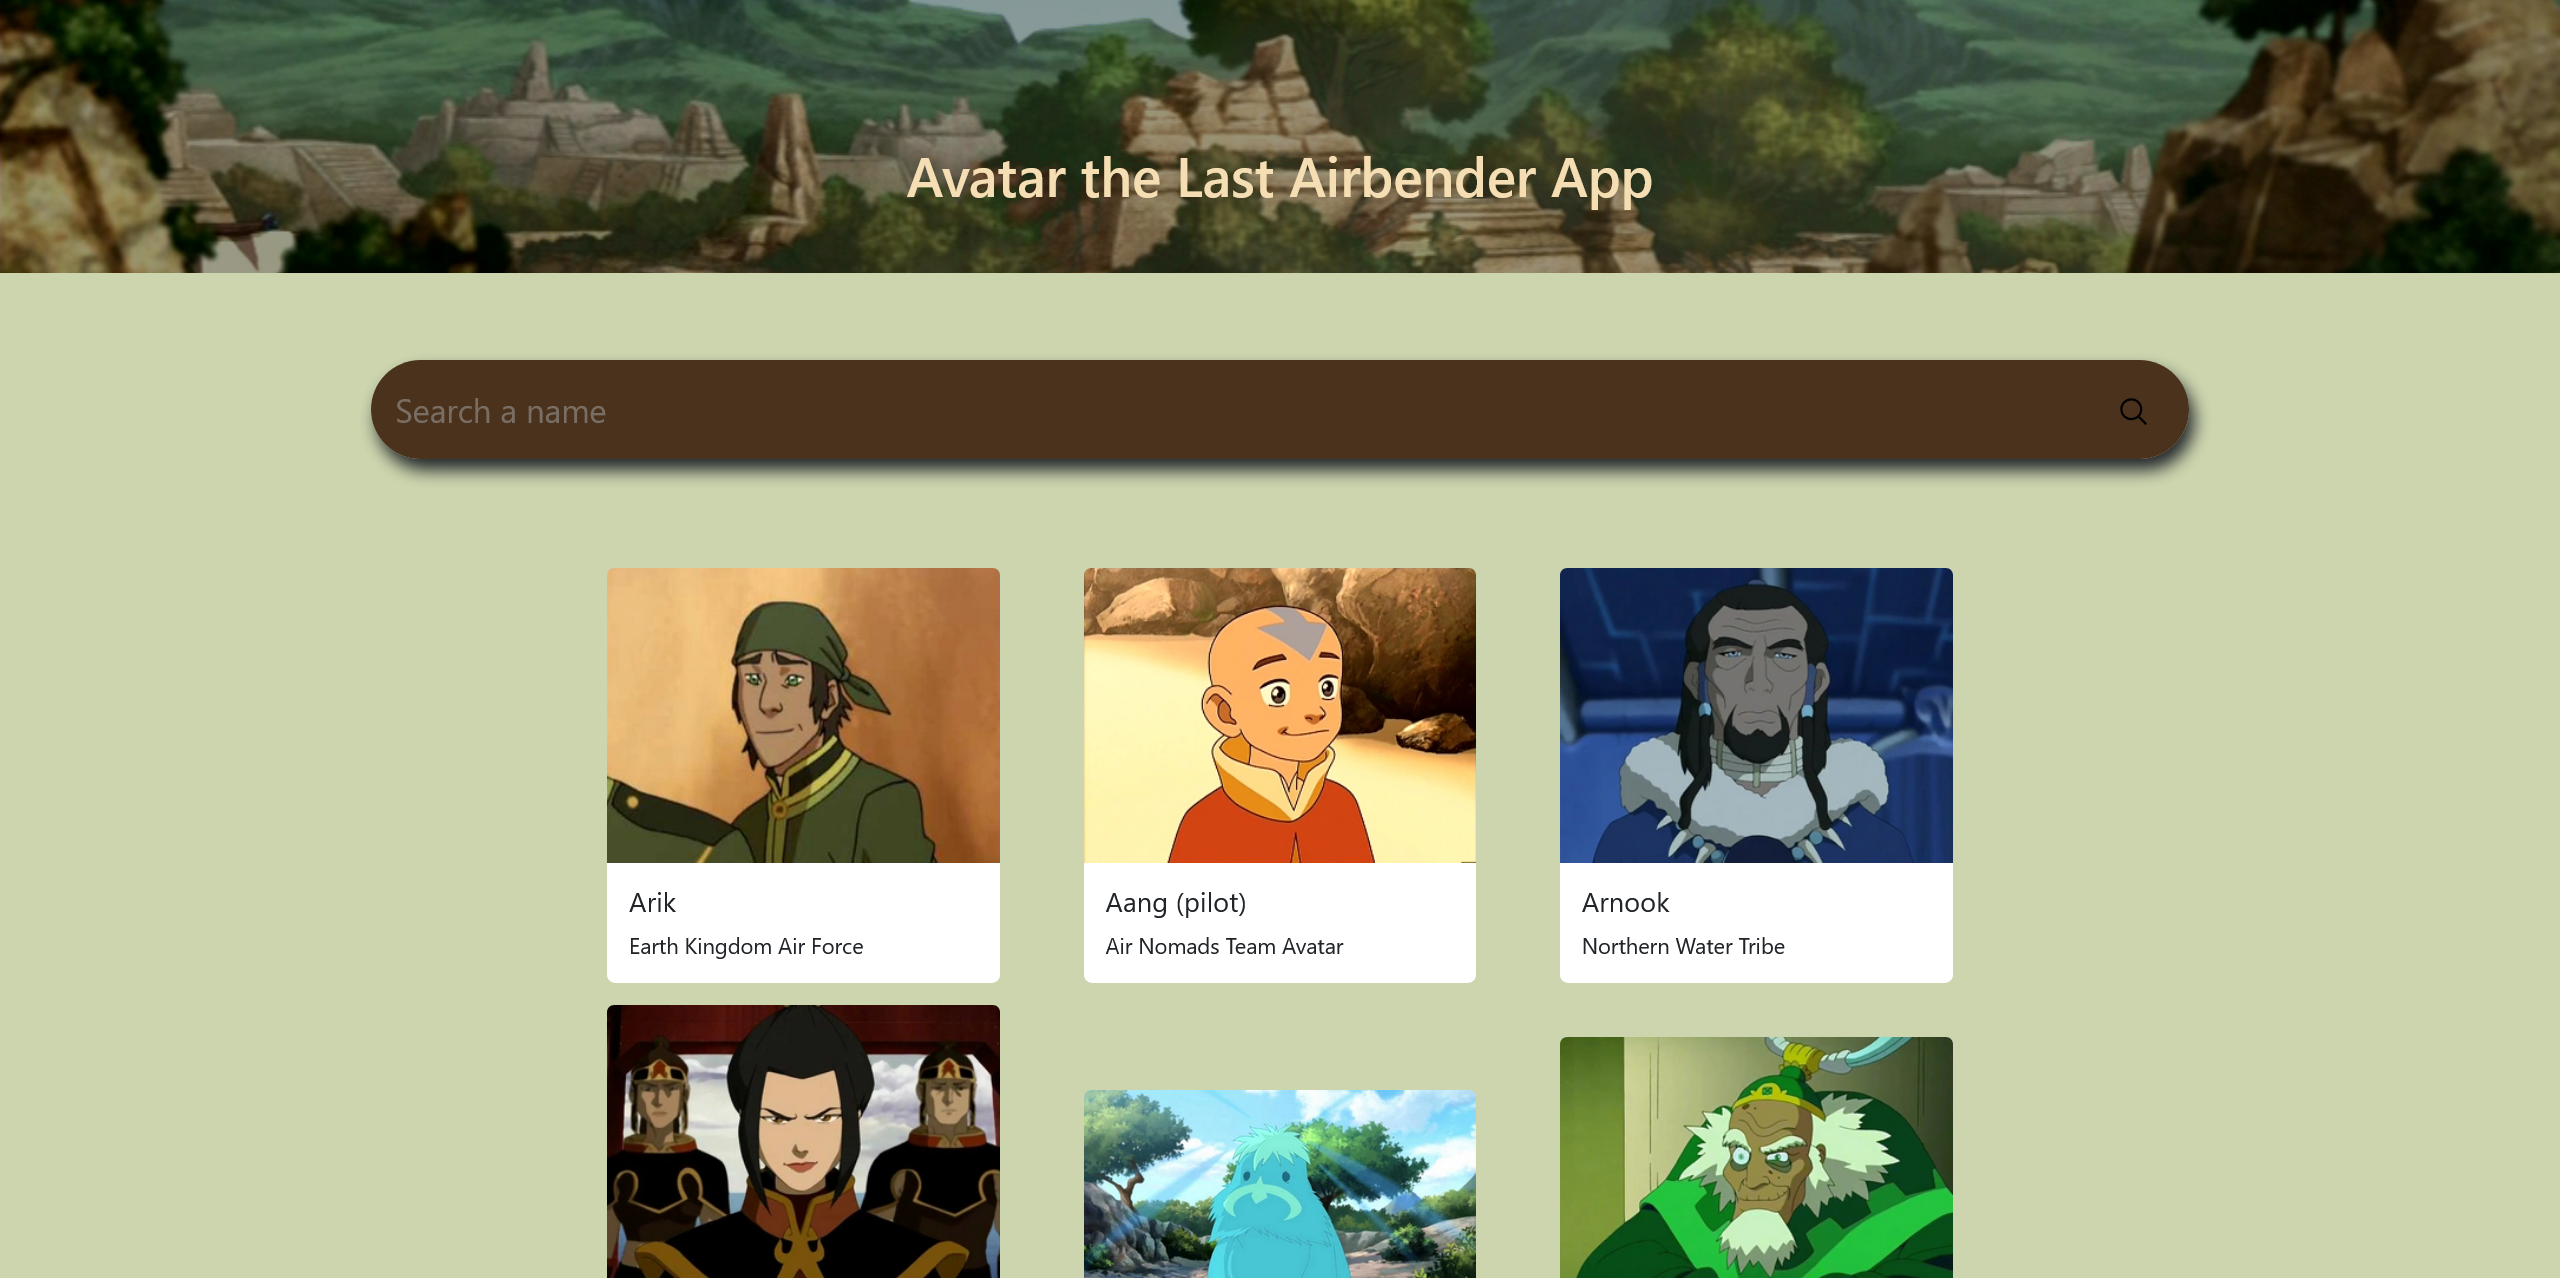 Avatar the Last Airbender App
Search a name
Arik
Earth Kingdom Air Force
Aang (pilot)
Air Nomads Team Avatar
Arnook
Northern Water Tribe